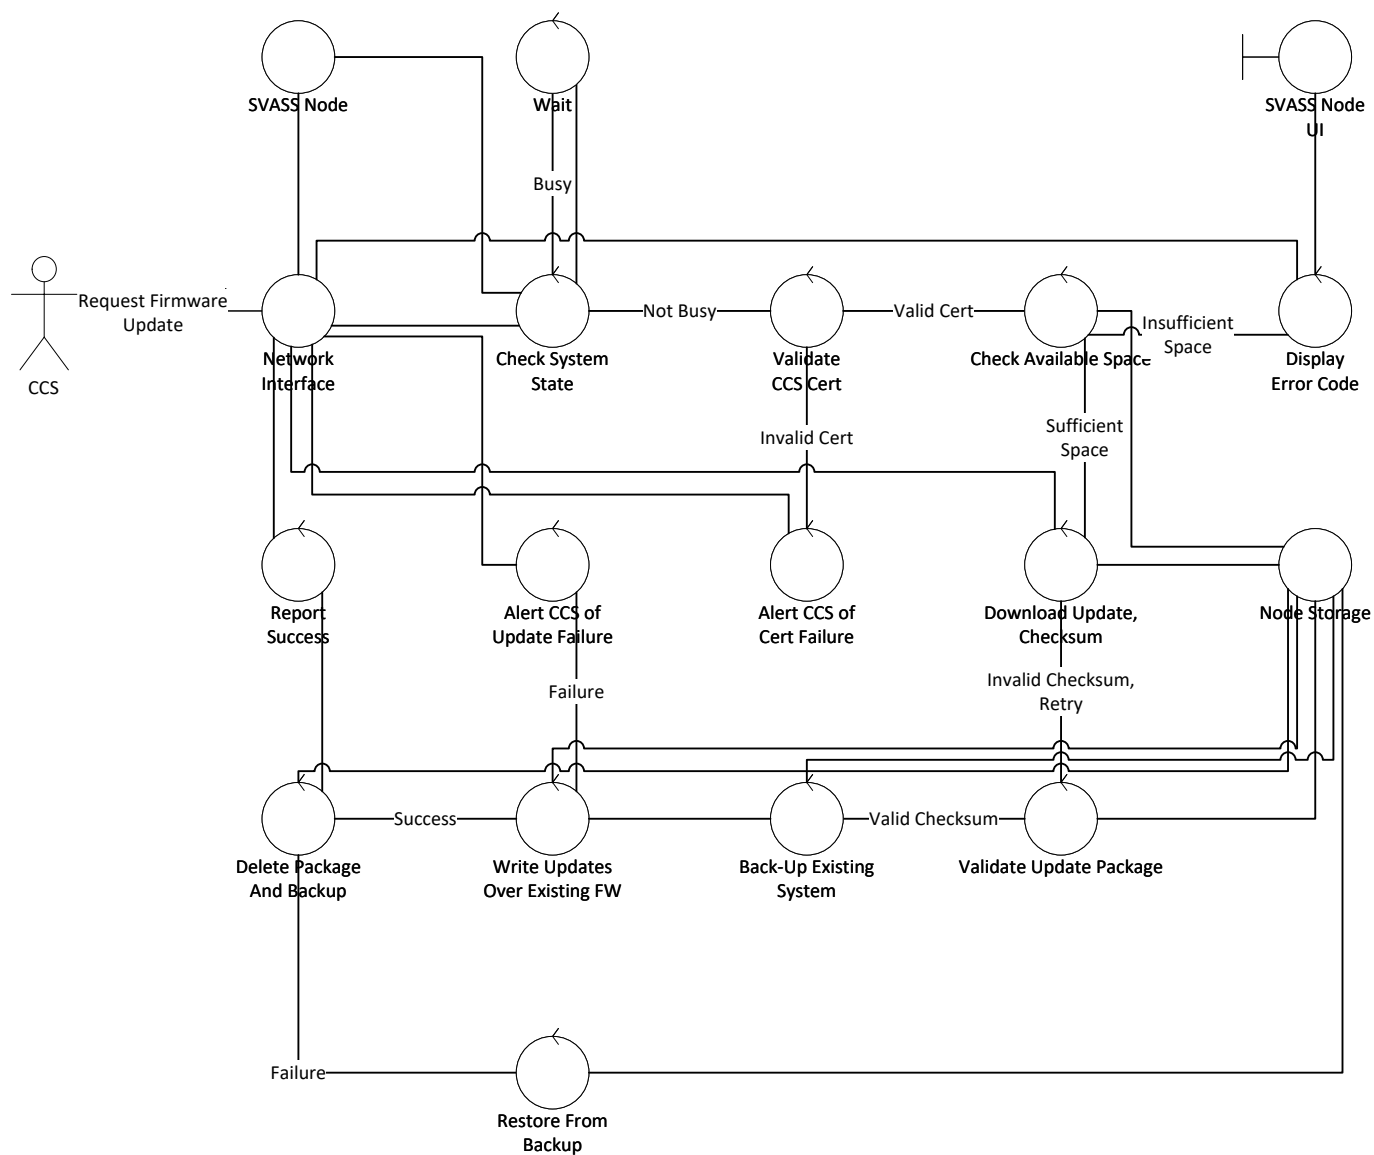 SVASS Node
Wait
SVASS Node
UI
Busy
Request Firmware
Update
CCS
Network
Interface
Check System
State
Not Busy
Validate
CCS Cert
Valid Cert
Check Available Space
Insufficient
Space
Display
Error Code
Invalid Cert
Sufficient
Space
Report
Success
Alert CCS of
Update Failure
Alert CCS of
Cert Failure
Download Update,
Checksum
Node Storage
Failure
Invalid Checksum,
Retry
Delete Package
And Backup
Success
Write Updates
Over Existing FW
Back-Up Existing
System
Valid Checksum
Validate Update Package
Failure
Restore From
Backup